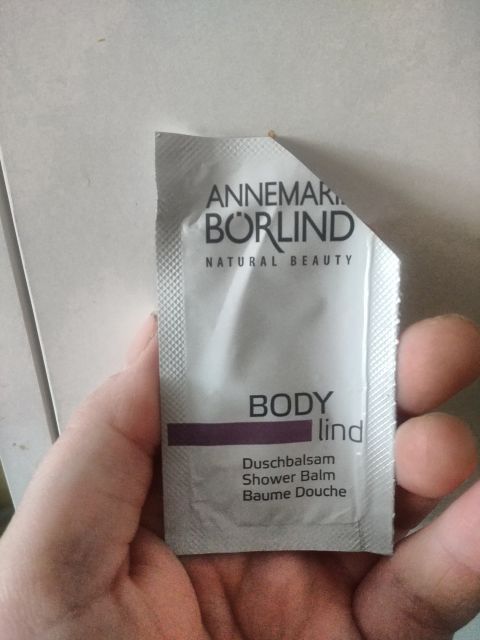 ANNEMARI
BÖRLIND
NATURAL BEAUTY
BODY
lind
Duschbalsam
Shower Balm
Baume Douche